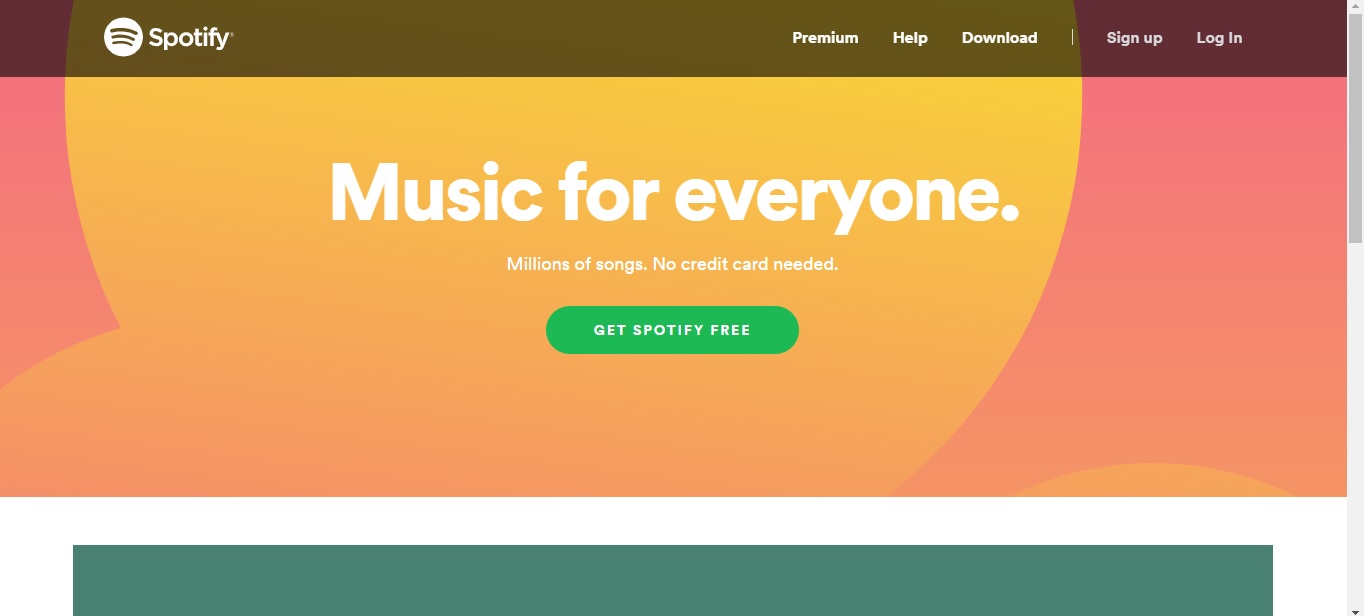 Spotify®
Premium
Help
Download
Sign up
Log In
Music for everyone.
Millions of songs. No credit card needed.
GET SPOTIFY FREE